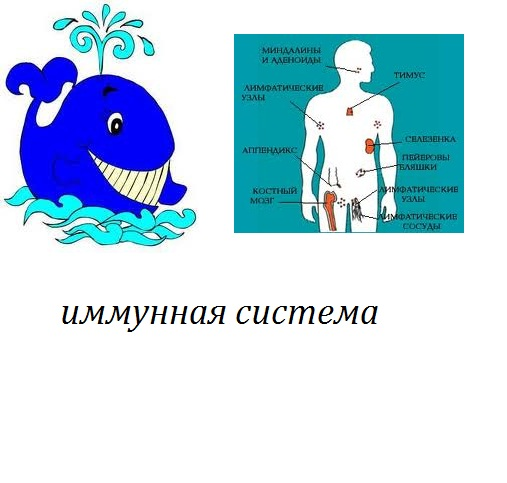 МИНДАЛИНЫ
И АДЕНОИДЫ
ТИМУС
ЛИМФАТИЧЕСКИЕ
УЗЛЫ
СЕЛЕЗЕНКА
АППЕНДИКС
ПЕЙЕРОВЫ
БЛЯШКИ
КОСТНЫЙ
МОЗГ
ЛИМФАТИЧЕСКИЕ
УЗЛЫ
ЛИМФАТИЧЕСКИЕ
СОСУДЫ
иммунная система